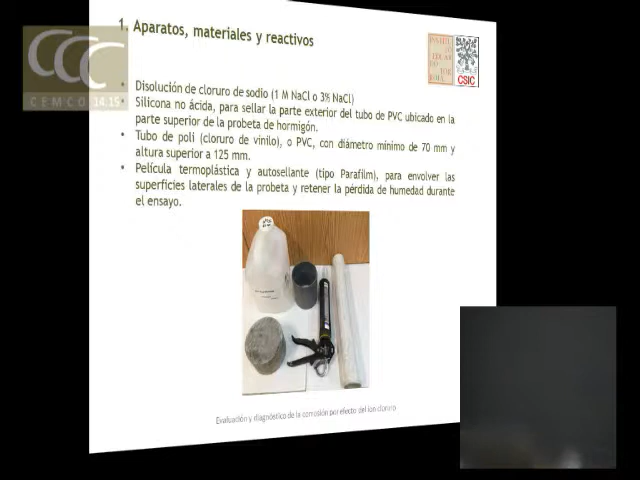 CCC
CEMCO 14.15
1. Aparatos, materiales y reactivos
CSIC
• Disolución de cloruro de sodio (1 M NaCl o 3% NaCl)
• Silicona no ácida, para sellar la parte exterior del tubo de PVC ubicado en la
parte superior de la probeta de hormigón.
• Tubo de poli (cloruro de vinilo), o PVC, con diámetro mínimo de 70 mm y
altura superior a 125 mm.
• Película termoplástica y autosellante (tipo Parafilm), para envolver las
superficies laterales de la probeta y retener la pérdida de humedad durante
el ensayo.
Evaluación y diagnóstico de la corrosión por efecto del ion cloruro